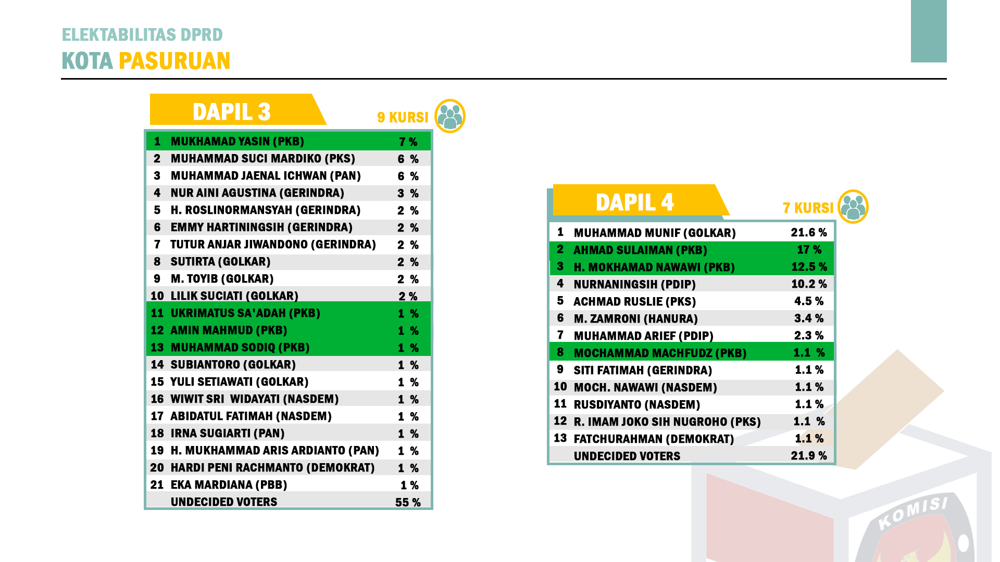 ELEKTABILITAS DPRD
KOTA PASURUAN
DAPIL 3
9 KURSI
1 MUKHAMAD YASIN (PKB) 7 %
2 MUHAMMAD SUCI MARDIKO (PKS) 6 %
3 MUHAMMAD JAENAL ICHWAN (PAN) 6 %
4 NUR AINI AGUSTINA (GERINDRA) 3 %
5 H. ROSLINORMANSYAH (GERINDRA) 2 %
6 EMMY HARTININGSIH (GERINDRA) 2 %
7 TUTUR ANJAR JIWANDONO (GERINDRA) 2 %
8 SUTIRTA (GOLKAR) 2 %
9 M. TOYIB (GOLKAR) 2 %
10 LILIK SUCIATI (GOLKAR) 2 %
11 UKRIMATUS SA'ADAH (PKB) 1 %
12 AMIN MAHMUD (PKB) 1 %
13 MUHAMMAD SODIQ (PKB) 1 %
14 SUBIANTORO (GOLKAR) 1 %
15 YULI SETIAWATI (GOLKAR) 1 %
16 WIWIT SRI WIDAYATI (NASDEM) 1 %
17 ABIDATUL FATIMAH (NASDEM) 1 %
18 IRNA SUGIARTI (PAN) 1 %
19 H. MUKHAMMAD ARIS ARDIANTO (PAN) 1 %
20 HARDI PENI RACHMANTO (DEMOKRAT) 1 %
21 EKA MARDIANA (PBB) 1 %
UNDECIDED VOTERS 55 %
DAPIL 4
7 KURSI
1 MUHAMMAD MUNIF (GOLKAR) 21.6 %
2 AHMAD SULAIMAN (PKB) 17 %
3 H. MOKHAMAD NAWAWI (PKB) 12.5 %
4 NURNANINGSIH (PDIP) 10.2 %
5 ACHMAD RUSLIE (PKS) 4.5 %
6 M. ZAMRONI (HANURA) 3.4 %
7 MUHAMMAD ARIEF (PDIP) 2.3 %
8 MOCHAMMAD MACHFUDZ (PKB) 1.1 %
9 SITI FATIMAH (GERINDRA) 1.1 %
10 MOCH. NAWAWI (NASDEM) 1.1 %
11 RUSDIYANTO (NASDEM) 1.1 %
12 R. IMAM JOKO SIH NUGROHO (PKS) 1.1 %
13 FATCHURAHMAN (DEMOKRAT) 1.1 %
UNDECIDED VOTERS 21.9 %
KOMISI